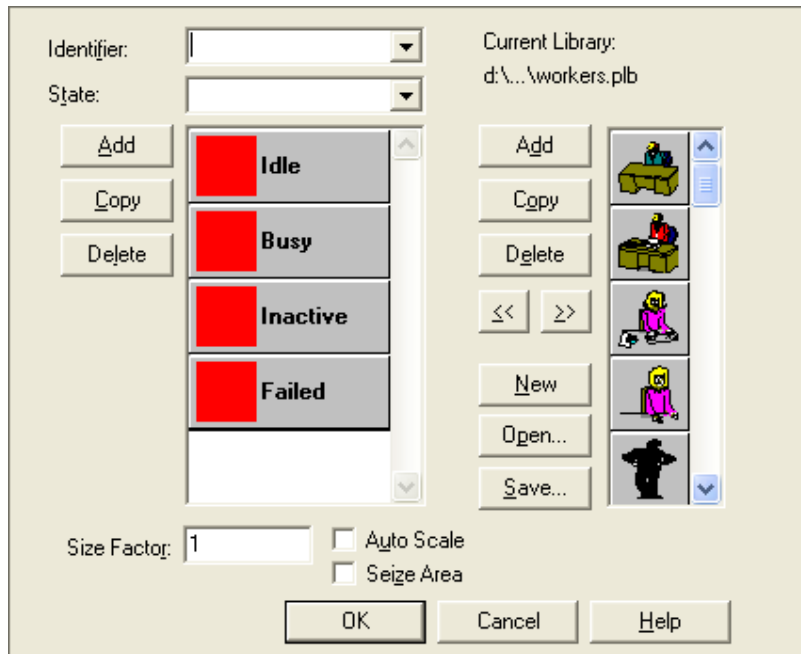 Identifier:
Current Library:
d:\...\workers.plb
State:
Add
Copy
Delete
Idle
Busy
Inactive
Failed
Add
Copy
Delete
<< >>
New
Open...
Save...
Size Factor: 1
Auto Scale
Seize Area
OK Cancel Help